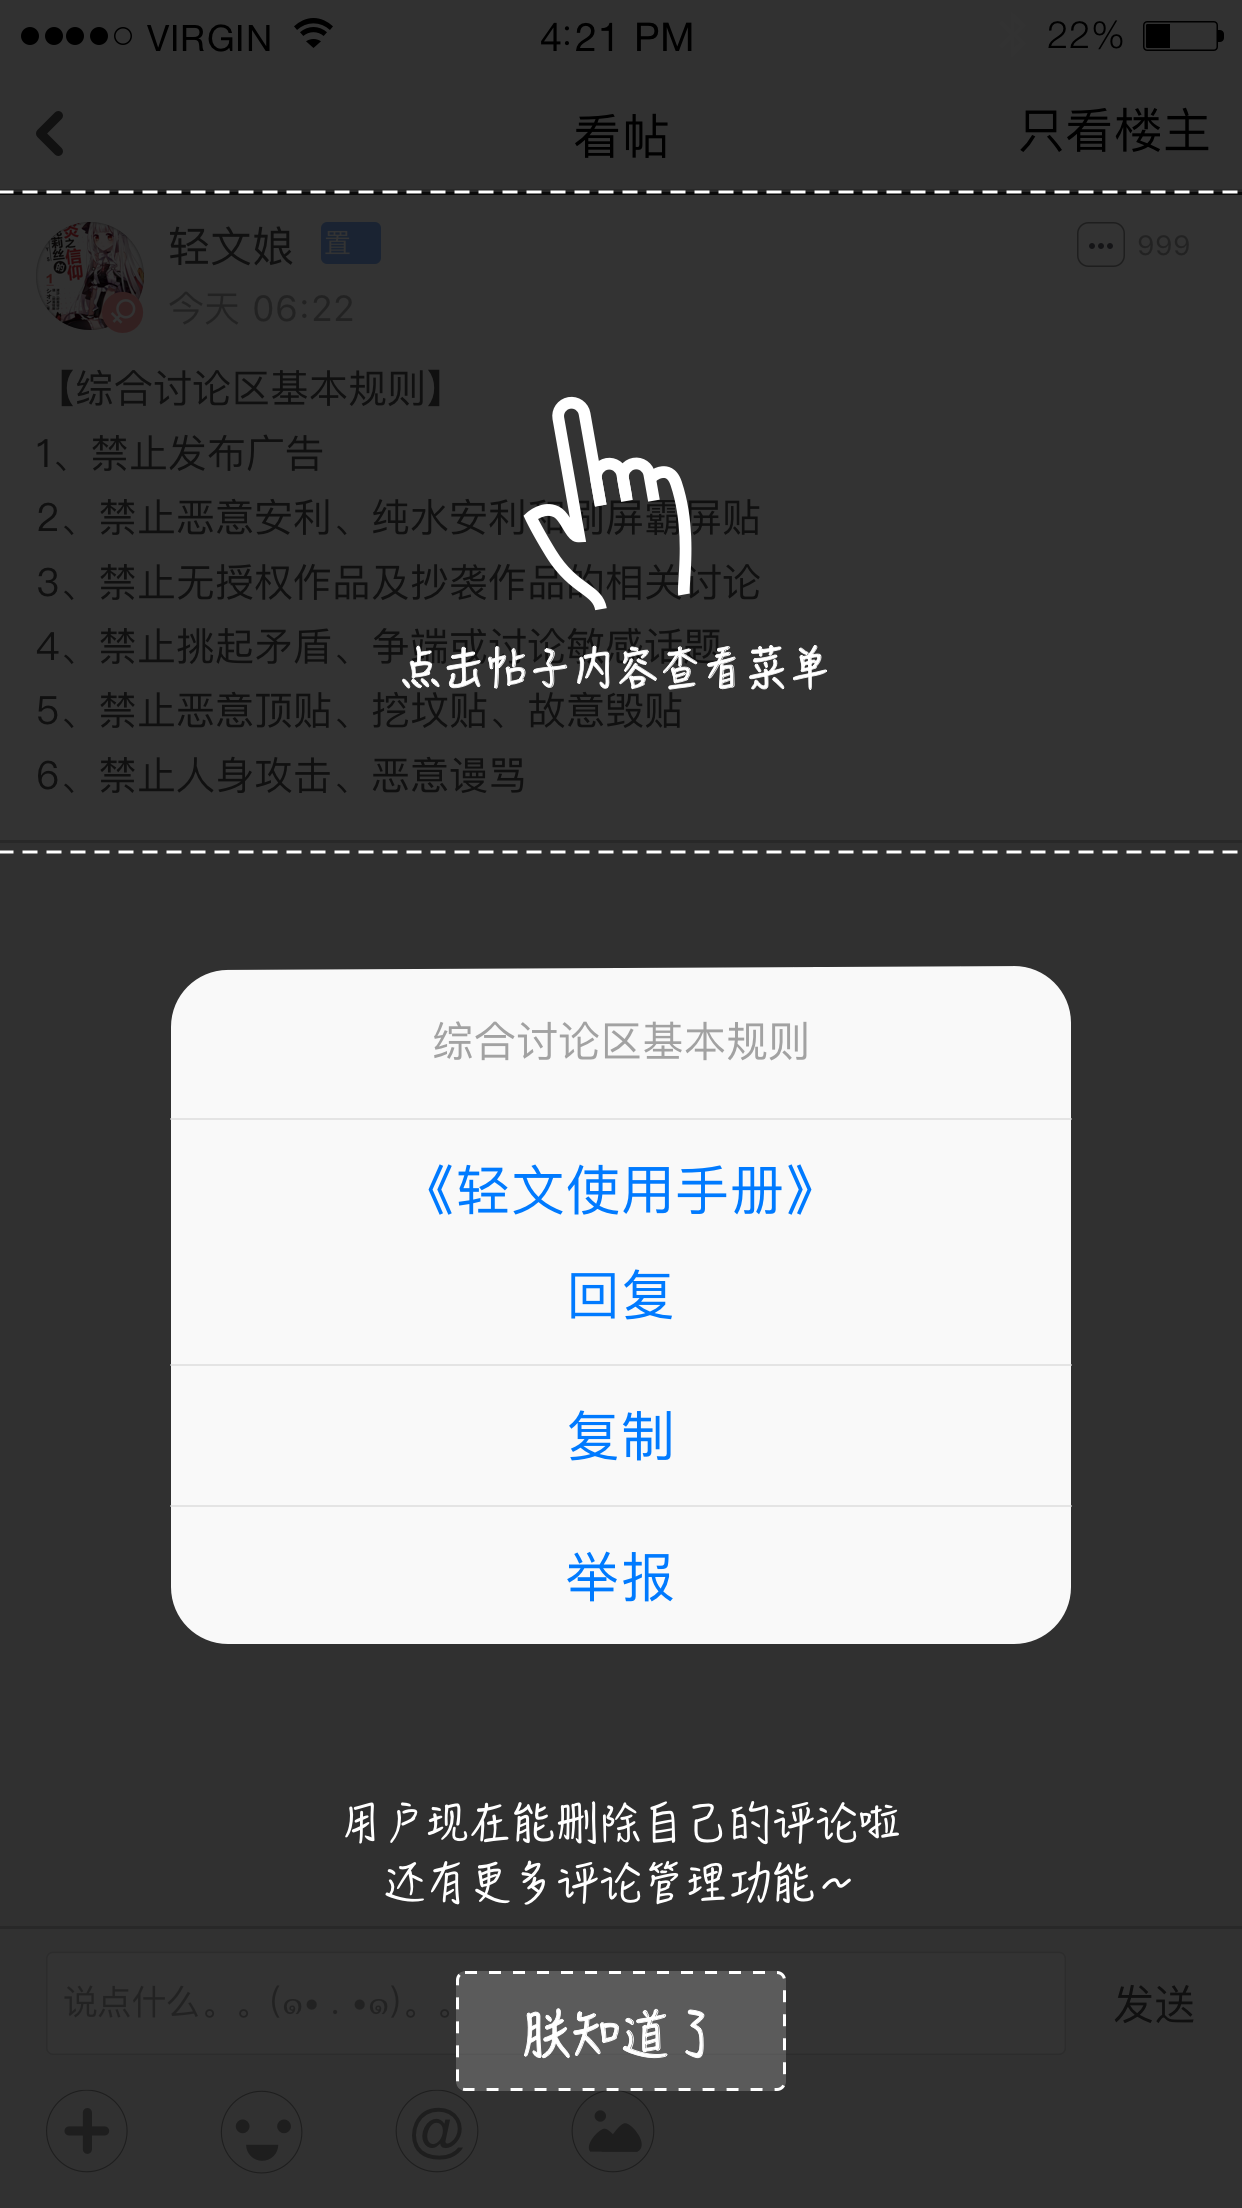 VIRGIN 4:21 PM 22%
看帖 只看楼主
轻文娘 置 999
今天 06:22
【综合讨论区基本规则】
1、禁止发布广告
2、禁止恶意安利、纯水安利和刷屏霸屏贴
3、禁止无授权作品及抄袭作品的相关讨论
4、禁止挑起矛盾、争端或讨论敏感话题
点击帖子内容查看菜单
5、禁止恶意顶贴、挖坟贴、故意毁贴
6、禁止人身攻击、恶意谩骂
综合讨论区基本规则
《轻文使用手册》
回复
复制
举报
用户现在能删除自己的评论啦
还有更多评论管理功能~
说点什么。。(๑• . •๑)。。 发送
朕知道了
@